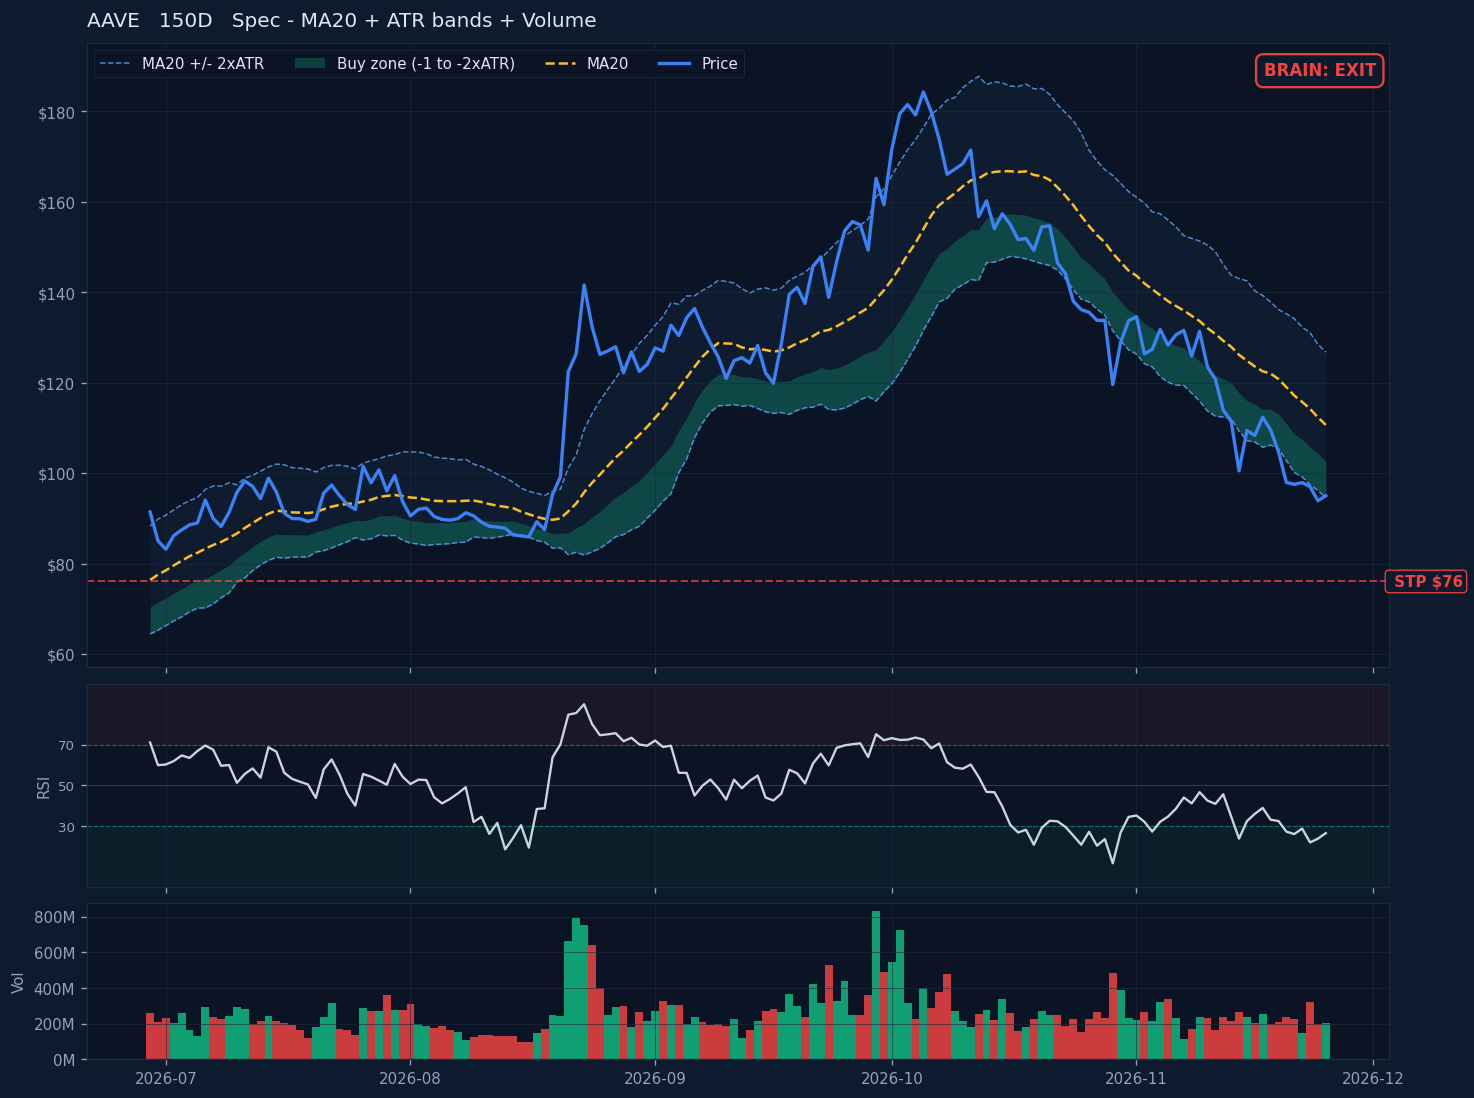 AAVE 150D Spec - MA20 + ATR bands + Volume
MA20 +/- 2xATR
Buy zone (-1 to -2xATR)
MA20
Price
BRAIN: EXIT
$180
$160
$140
$120
$100
$80
$60
STP $76
RSI
70
50
30
Vol
800M
600M
400M
200M
0M
2026-07
2026-08
2026-09
2026-10
2026-11
2026-12